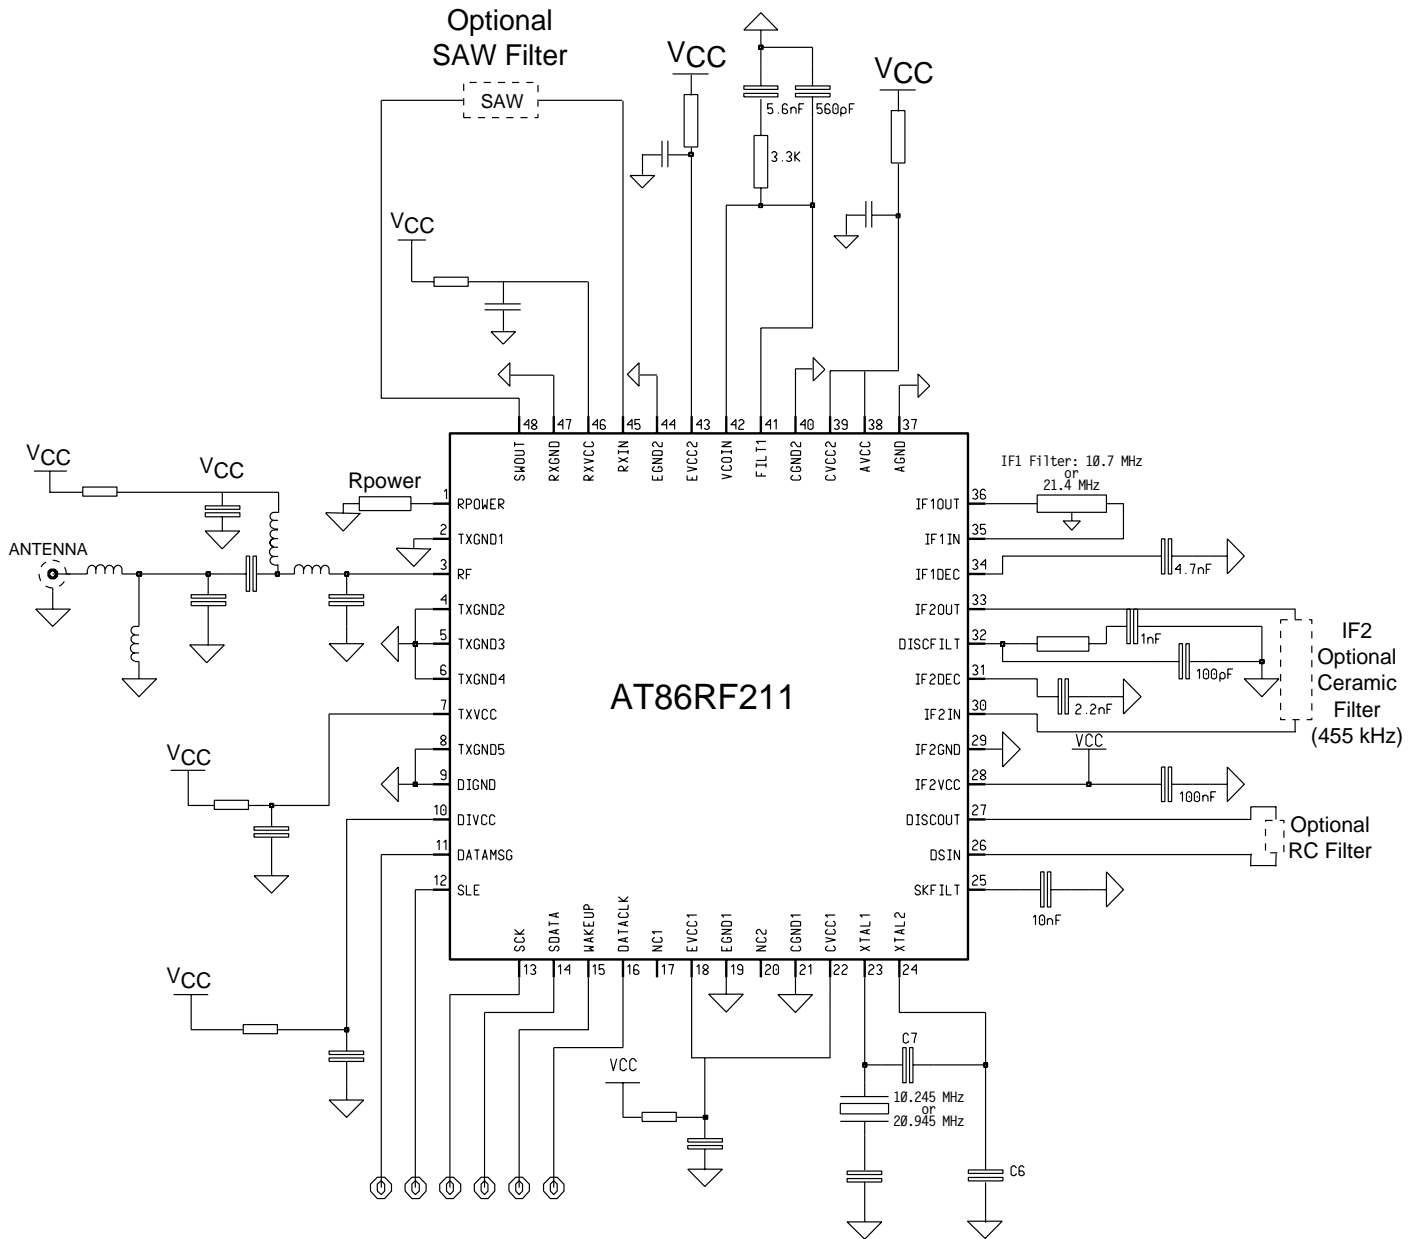 Optional
SAW Filter
SAW
VCC
5.6nF
560pF
3.3K
VCC
VCC
48
47
46
45
44
43
42
41
40
39
38
37
SWOUT
RXGND
RXVCC
RXIN
EGND2
EVCC2
VCOIN
FILT1
CGND2
CVCC2
AVCC
AGND
VCC
VCC
ANTENNA
Rpower
1 RPOWER
2 TXGND1
3 RF
4 TXGND2
5 TXGND3
6 TXGND4
7 TXVCC
8 TXGND5
9 DIGND
10 DIVCC
11 DATAMSG
12 SLE
VCC
VCC
AT86RF211
IF1 Filter: 10.7 MHz
or
21.4 MHz
IF1OUT 36
IF1IN 35
IF1DEC 34
4.7nF
IF2OUT 33
DISCFILT 32
1nF
100pF
IF2DEC 31
2.2nF
IF2IN 30
IF2GND 29
VCC
IF2VCC 28
100nF
DISCOUT 27
DSIN 26
SKFILT 25
10nF
IF2
Optional
Ceramic
Filter
(455 kHz)
Optional
RC Filter
SCK
SDATA
WAKEUP
DATACLK
NC1
EVCC1
EGND1
NC2
CGND1
CVCC1
XTAL1
XTAL2
13
14
15
16
17
18
19
20
21
22
23
24
VCC
C7
10.245 MHz
or
20.945 MHz
C6